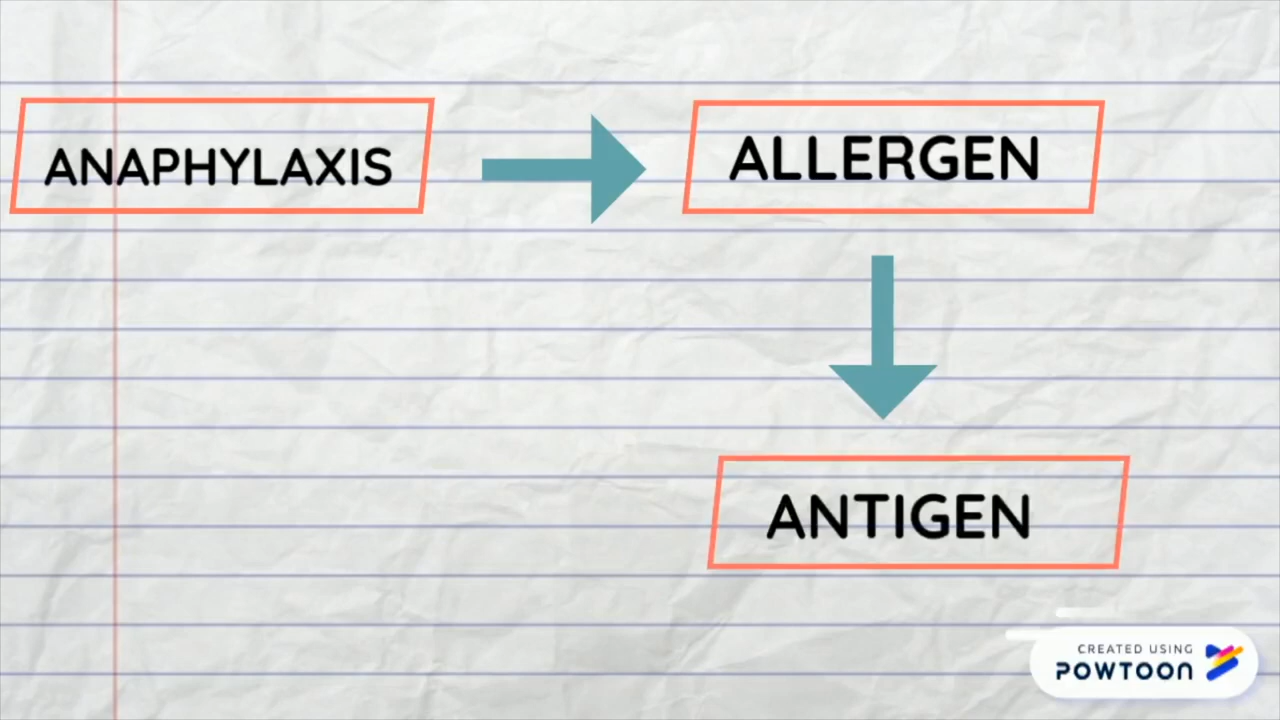 ANAPHYLAXIS
ALLERGEN
ANTIGEN
CREATED USING
POWTOON